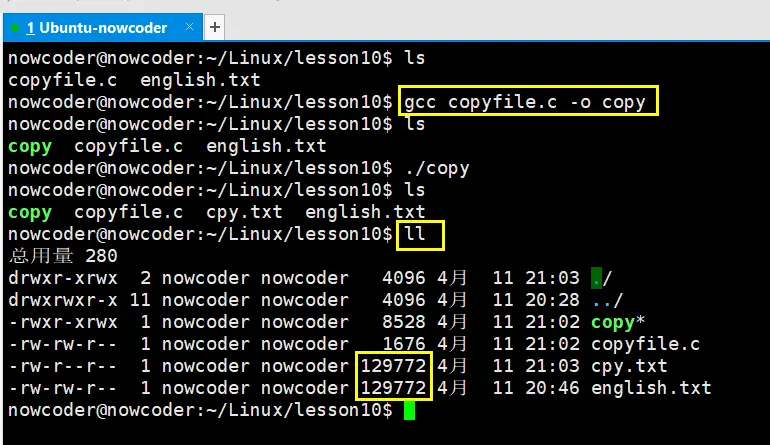 1 Ubuntu-nowcoder × +
nowcoder@nowcoder:~/Linux/lesson10$ ls
copyfile.c  english.txt
nowcoder@nowcoder:~/Linux/lesson10$ gcc copyfile.c -o copy
nowcoder@nowcoder:~/Linux/lesson10$ ls
copy  copyfile.c  english.txt
nowcoder@nowcoder:~/Linux/lesson10$ ./copy
nowcoder@nowcoder:~/Linux/lesson10$ ls
copy  copyfile.c  cpy.txt  english.txt
nowcoder@nowcoder:~/Linux/lesson10$ ll
总用量 280
drwxr-xrwx  2 nowcoder nowcoder   4096 4月  11 21:03 ./
drwxrwxr-x 11 nowcoder nowcoder   4096 4月  11 20:28 ../
-rwxr-xrwx  1 nowcoder nowcoder   8528 4月  11 21:02 copy*
-rw-rw-r--  1 nowcoder nowcoder   1676 4月  11 21:02 copyfile.c
-rw-r--r--  1 nowcoder nowcoder 129772 4月  11 21:03 cpy.txt
-rw-rw-r--  1 nowcoder nowcoder 129772 4月  11 20:46 english.txt
nowcoder@nowcoder:~/Linux/lesson10$